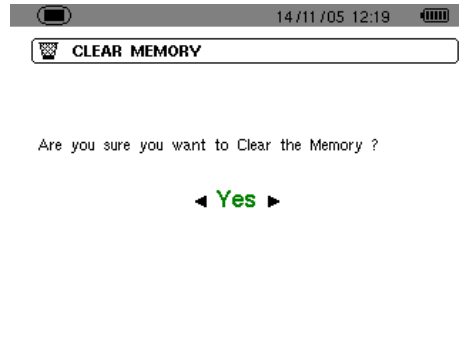 14/11/05 12:19
CLEAR MEMORY
Are you sure you want to Clear the Memory ?
Yes